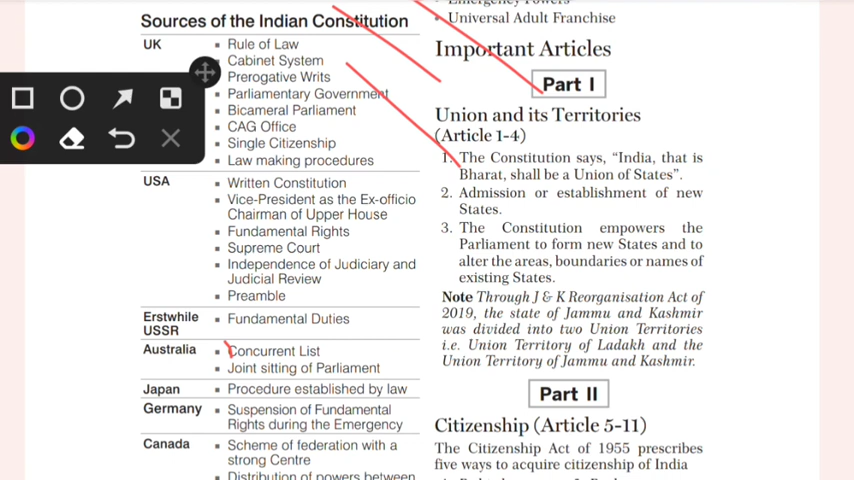 Sources of the Indian Constitution
UK
▪ Rule of Law
▪ Cabinet System
Prerogative Writs
▪ Parliamentary Government
▪ Bicameral Parliament
▪ CAG Office
▪ Single Citizenship
▪ Law making procedures
USA
▪ Written Constitution
▪ Vice-President as the Ex-officio
Chairman of Upper House
▪ Fundamental Rights
▪ Supreme Court
▪ Independence of Judiciary and
Judicial Review
▪ Preamble
Erstwhile
USSR
▪ Fundamental Duties
Australia
▪ Concurrent List
▪ Joint sitting of Parliament
Japan
▪ Procedure established by law
Germany
▪ Suspension of Fundamental
Rights during the Emergency
Canada
▪ Scheme of federation with a
strong Centre
▪ Distribution of powers between
Emergency Powers
• Universal Adult Franchise
Important Articles
Part I
Union and its Territories
(Article 1-4)
1. The Constitution says, “India, that is
Bharat, shall be a Union of States”.
2. Admission or establishment of new
States.
3. The Constitution empowers the
Parliament to form new States and to
alter the areas, boundaries or names of
existing States.
Note Through J & K Reorganisation Act of
2019, the state of Jammu and Kashmir
was divided into two Union Territories
i.e. Union Territory of Ladakh and the
Union Territory of Jammu and Kashmir.
Part II
Citizenship (Article 5-11)
The Citizenship Act of 1955 prescribes
five ways to acquire citizenship of India